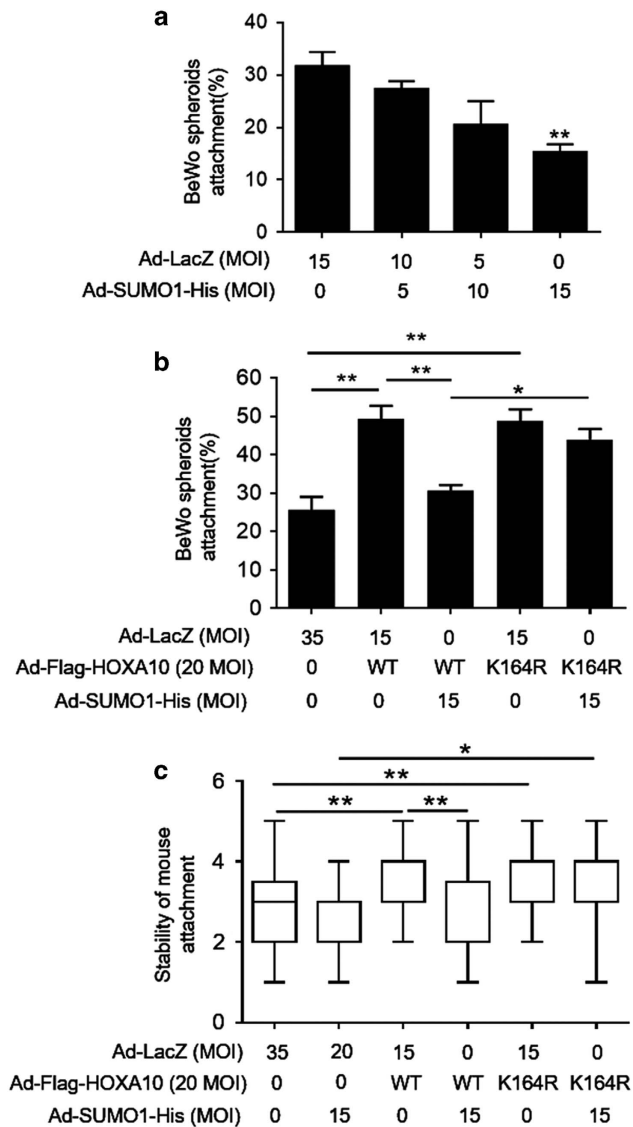 a
BeWo spheroids
attachment(%)
40
30
20
10
0
**
Ad-LacZ (MOI) 15 10 5 0
Ad-SUMO1-His (MOI) 0 5 10 15
b
BeWo spheroids
attachment(%)
**
** **
*
60
50
40
30
20
10
0
Ad-LacZ (MOI) 35 15 0 15 0
Ad-Flag-HOXA10 (20 MOI) 0 WT WT K164R K164R
Ad-SUMO1-His (MOI) 0 0 15 0 15
c
Stability of mouse
attachment
*
**
** **
6
4
2
0
Ad-LacZ (MOI) 35 20 15 0 15 0
Ad-Flag-HOXA10 (20 MOI) 0 0 WT WT K164R K164R
Ad-SUMO1-His (MOI) 0 15 0 15 0 15